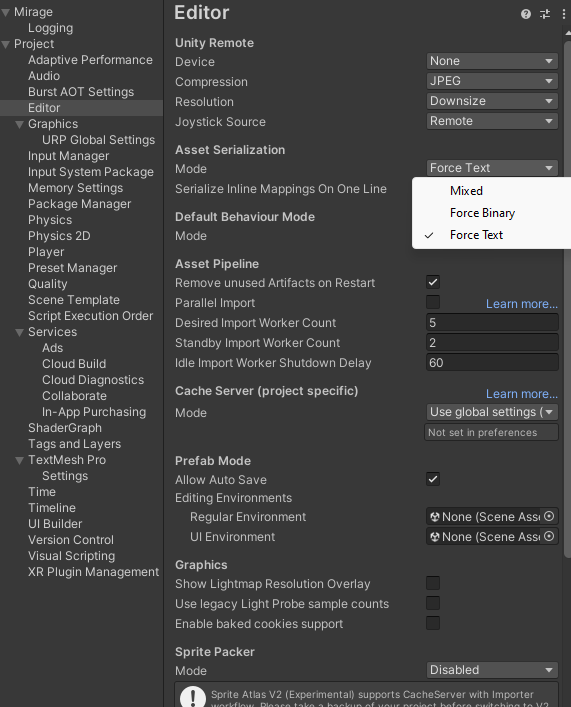 Mirage
Logging
Project
Adaptive Performance
Audio
Burst AOT Settings
Editor
Graphics
URP Global Settings
Input Manager
Input System Package
Memory Settings
Package Manager
Physics
Physics 2D
Player
Preset Manager
Quality
Scene Template
Script Execution Order
Services
Ads
Cloud Build
Cloud Diagnostics
Collaborate
In-App Purchasing
ShaderGraph
Tags and Layers
TextMesh Pro
Settings
Time
Timeline
UI Builder
Version Control
Visual Scripting
XR Plugin Management
Editor
Unity Remote
Device None
Compression JPEG
Resolution Downsize
Joystick Source Remote
Asset Serialization
Mode Force Text
Serialize Inline Mappings On One Line
Mixed
Force Binary
Force Text
Default Behaviour Mode
Mode
Asset Pipeline
Remove unused Artifacts on Restart
Parallel Import Learn more...
Desired Import Worker Count 5
Standby Import Worker Count 2
Idle Import Worker Shutdown Delay 60
Cache Server (project specific) Learn more...
Mode Use global settings (
Not set in preferences
Prefab Mode
Allow Auto Save
Editing Environments
Regular Environment None (Scene Asse
UI Environment None (Scene Asse
Graphics
Show Lightmap Resolution Overlay
Use legacy Light Probe sample counts
Enable baked cookies support
Sprite Packer
Mode Disabled
Sprite Atlas V2 (Experimental) supports CacheServer with Importer
workflow. Please take a backup of your project before switching to V2.